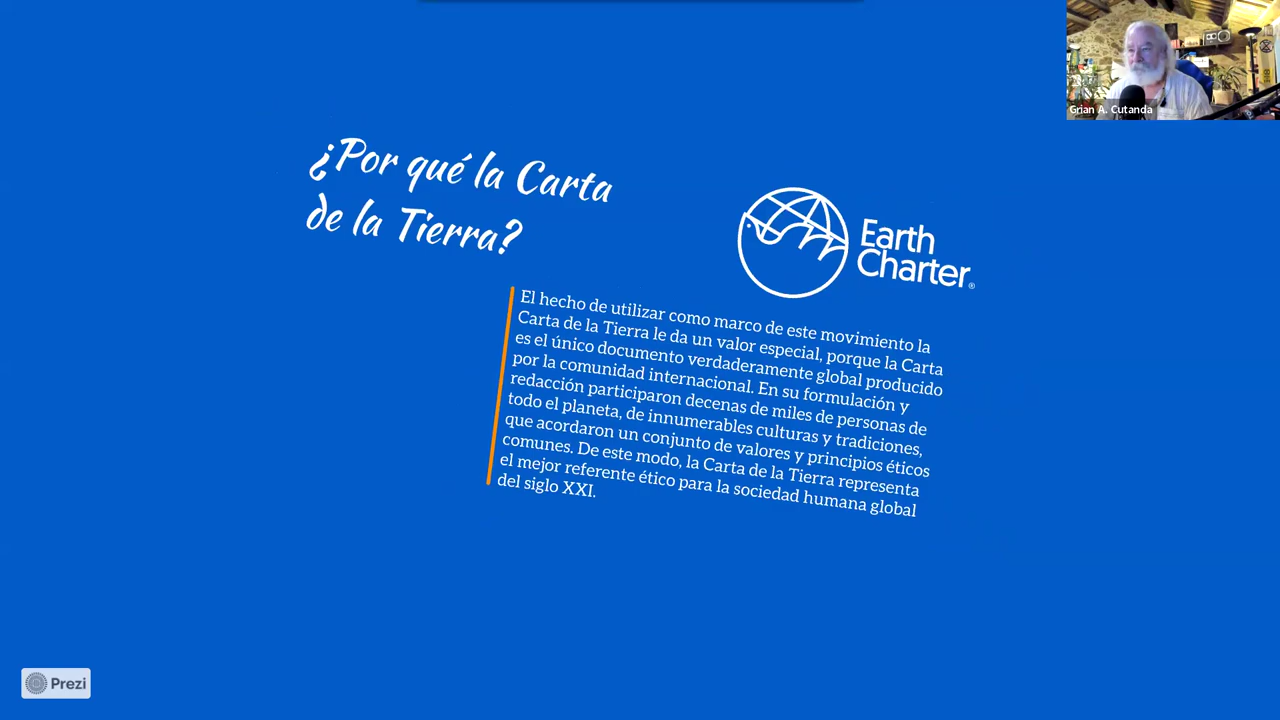 Grian A. Cutanda
¿Por qué la Carta
de la Tierra?
Earth
Charter®
El hecho de utilizar como marco de este movimiento la
Carta de la Tierra le da un valor especial, porque la Carta
es el único documento verdaderamente global producido
por la comunidad internacional. En su formulación y
redacción participaron decenas de miles de personas de
todo el planeta, de innumerables culturas y tradiciones,
que acordaron un conjunto de valores y principios éticos
comunes. De este modo, la Carta de la Tierra representa
el mejor referente ético para la sociedad humana global
del siglo XXI.
Prezi